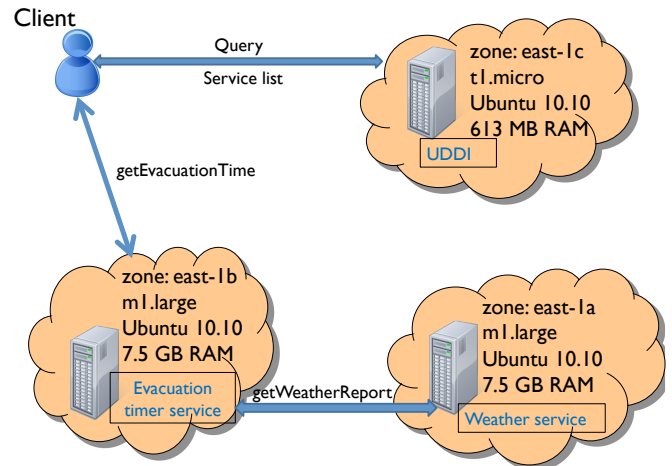 Client
Query
Service list
zone: east-1c
t1.micro
Ubuntu 10.10
613 MB RAM
UDDI
getEvacuationTime
zone: east-1b
m1.large
Ubuntu 10.10
7.5 GB RAM
Evacuation
timer service
getWeatherReport
zone: east-1a
m1.large
Ubuntu 10.10
7.5 GB RAM
Weather service